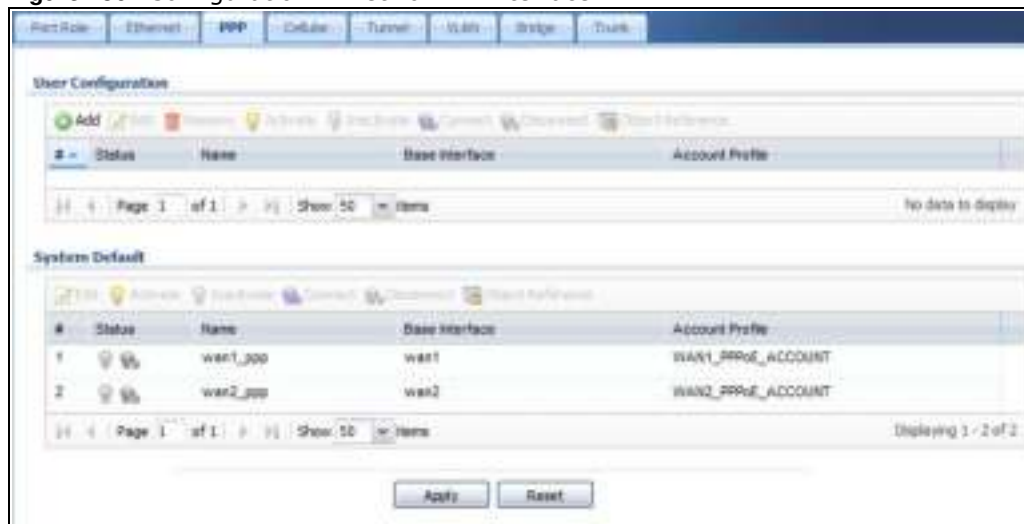 Port Role Ethernet PPP Cellular Tunnel VLAN Bridge Trunk
User Configuration
Add Edit Remove Activate Inactivate Connect Disconnect Object Reference
# Status Name Base Interface Account Profile
Page 1 of 1 Show 50 items No data to display
System Default
Edit Activate Inactivate Connect Disconnect Object Reference
# Status Name Base Interface Account Profile
1 wan1_ppp wan1 WAN1_PPPoE_ACCOUNT
2 wan2_ppp wan2 WAN2_PPPoE_ACCOUNT
Page 1 of 1 Show 50 items Displaying 1 - 2 of 2
Apply Reset